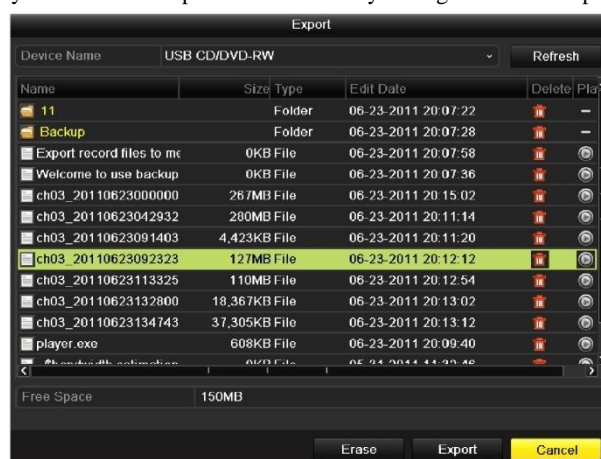 Export
Device Name USB CD/DVD-RW Refresh
Name Size Type Edit Date Delete Pla
11 Folder 06-23-2011 20:07:22 –
Backup Folder 06-23-2011 20:07:28 –
Export record files to me 0KB File 06-23-2011 20:07:58
Welcome to use backup 0KB File 06-23-2011 20:07:36
ch03_20110623000000 267MB File 06-23-2011 20:15:02
ch03_20110623042932 280MB File 06-23-2011 20:11:14
ch03_20110623091403 4,423KB File 06-23-2011 20:11:20
ch03_20110623092323 127MB File 06-23-2011 20:12:12
ch03_20110623113325 110MB File 06-23-2011 20:12:54
ch03_20110623132800 18,367KB File 06-23-2011 20:13:02
ch03_20110623134743 37,305KB File 06-23-2011 20:13:12
player.exe 608KB File 06-23-2011 20:09:40
Free Space 150MB
Erase Export Cancel